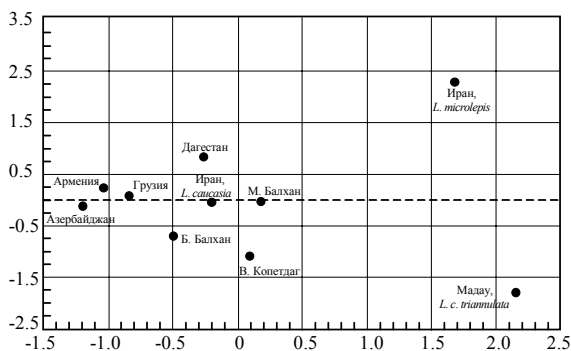 3.5
2.5
1.5
0.5
-0.5
-1.5
-2.5
Иран,
L. microlepis
Дагестан
Армения
Грузия
Иран,
L. caucasia
М. Балхан
Азербайджан
Б. Балхан
В. Копетдаг
Мадау,
L. c. triannulata
-1.5
-1.0
-0.5
0
0.5
1.0
1.5
2.0
2.5